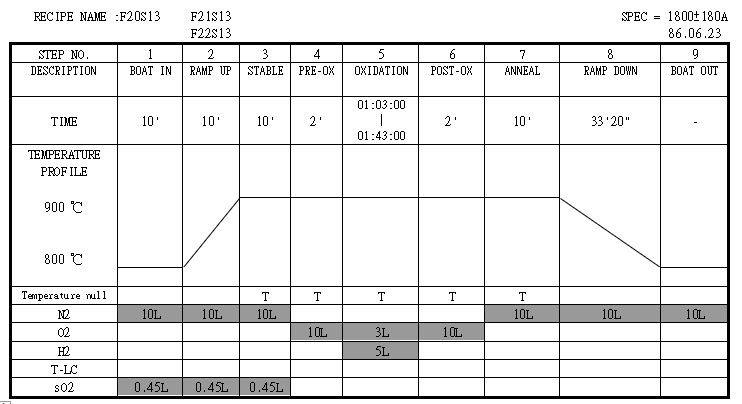 RECIPE NAME :F20S13 F21S13 SPEC = 1800±180A
F22S13 86.06.23
STEP NO. 1 2 3 4 5 6 7 8 9
DESCRIPTION BOAT IN RAMP UP STABLE PRE-OX OXIDATION POST-OX ANNEAL RAMP DOWN BOAT OUT
TIME 10' 10' 10' 2' 01:03:00 | 01:43:00 2' 10' 33'20" -
TEMPERATURE
PROFILE
900 ℃
800 ℃
Temperature null T T T T T
N2 10L 10L 10L 10L 10L 10L
O2 10L 3L 10L
H2 5L
T-LC
sO2 0.45L 0.45L 0.45L